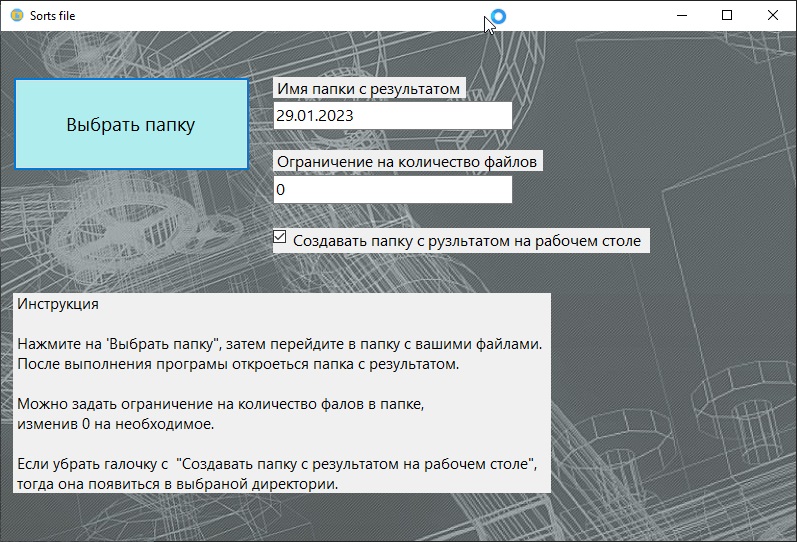 Sorts file
Выбрать папку
Имя папки с результатом
29.01.2023
Ограничение на количество файлов
0
Создавать папку с рузльтатом на рабочем столе
Инструкция
Нажмите на 'Выбрать папку", затем перейдите в папку с вашими файлами.
После выполнения програмы откроеться папка с результатом.
Можно задать ограничение на количество фалов в папке,
изменив 0 на необходимое.
Если убрать галочку с  "Создавать папку с результатом на рабочем столе",
тогда она появиться в выбраной директории.